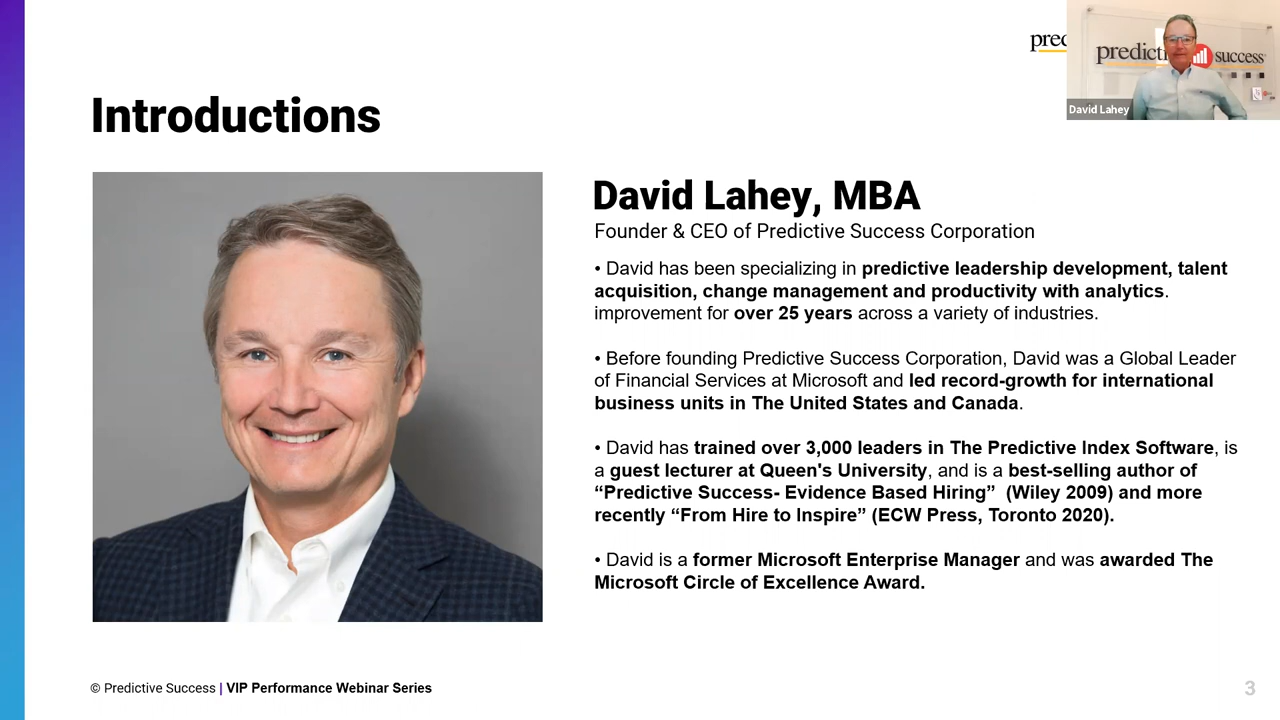 prec
predicti success
David Lahey
Introductions
David Lahey, MBA
Founder & CEO of Predictive Success Corporation
• David has been specializing in predictive leadership development, talent
acquisition, change management and productivity with analytics.
improvement for over 25 years across a variety of industries.
• Before founding Predictive Success Corporation, David was a Global Leader
of Financial Services at Microsoft and led record-growth for international
business units in The United States and Canada.
• David has trained over 3,000 leaders in The Predictive Index Software, is
a guest lecturer at Queen's University, and is a best-selling author of
“Predictive Success- Evidence Based Hiring”  (Wiley 2009) and more
recently “From Hire to Inspire” (ECW Press, Toronto 2020).
• David is a former Microsoft Enterprise Manager and was awarded The
Microsoft Circle of Excellence Award.
© Predictive Success | VIP Performance Webinar Series
3